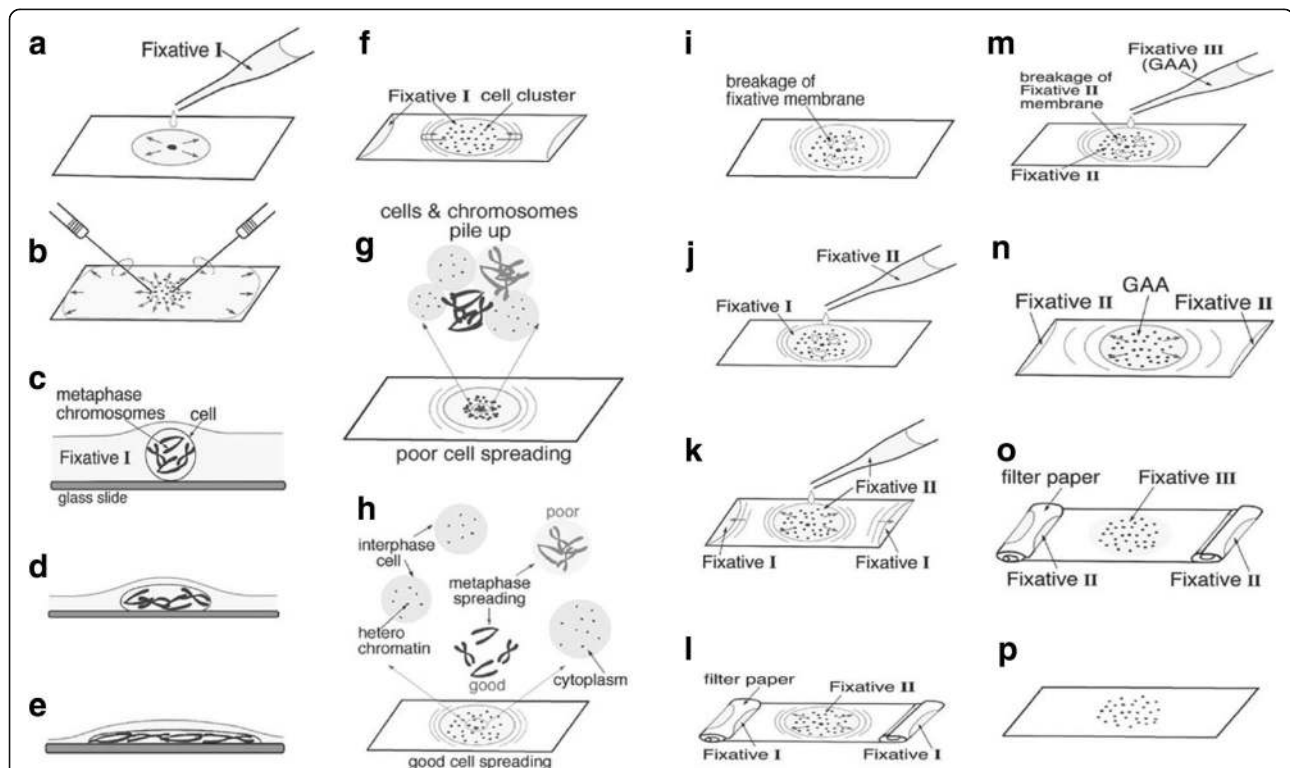 a
Fixative I
b
c
metaphase
chromosomes
cell
Fixative I
glass slide
d
e
f
Fixative I
cell cluster
cells & chromosomes
pile up
g
poor cell spreading
h
poor
interphase
cell
metaphase
spreading
hetero
chromatin
good
cytoplasm
good cell spreading
i
breakage of
fixative membrane
j
Fixative II
Fixative I
k
Fixative II
Fixative I
Fixative I
l
filter paper
Fixative II
Fixative I
Fixative I
m
Fixative III
(GAA)
breakage of
Fixative II
membrane
Fixative II
n
GAA
Fixative II
Fixative II
o
filter paper
Fixative III
Fixative II
Fixative II
p